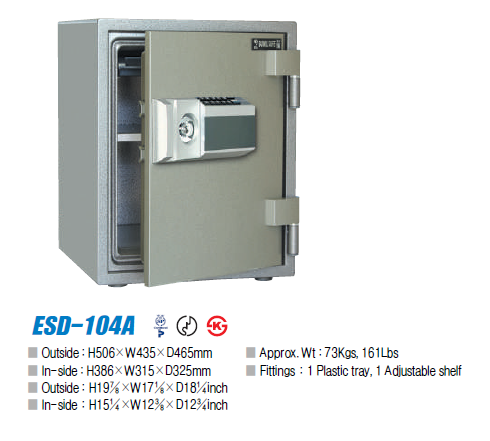 ESD-104A
■ Outside : H506×W435×D465mm
■ In-side : H386×W315×D325mm
■ Outside : H19⅞×W17⅛×D18¼inch
■ In-side : H15¼×W12⅜×D12¾inch
■ Approx. Wt : 73Kgs, 161Lbs
■ Fittings : 1 Plastic tray, 1 Adjustable shelf